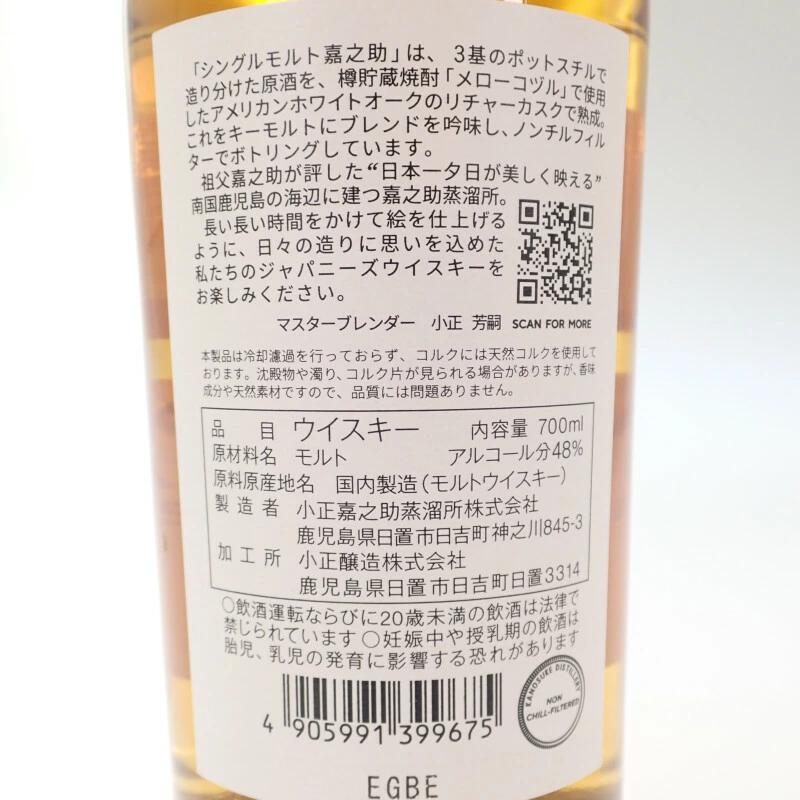 「シングルモルト嘉之助」は、3基のポットスチルで
造り分けた原酒を、樽貯蔵焼酎「メローコヅル」で使用
したアメリカンホワイトオークのリチャーカスクで熟成。
これをキーモルトにブレンドを吟味し、ノンチルフィル
ターでボトリングしています。
祖父嘉之助が評した“日本一夕日が美しく映える”
南国鹿児島の海辺に建つ嘉之助蒸溜所。
長い長い時間をかけて絵を仕上げる
ように、日々の造りに思いを込めた
私たちのジャパニーズウイスキーを
お楽しみください。
マスターブレンダー 小正 芳嗣
SCAN FOR MORE
本製品は冷却濾過を行っておらず、コルクには天然コルクを使用して
おります。沈殿物や濁り、コルク片が見られる場合がありますが、香味
成分や天然素材ですので、品質には問題ありません。
品目 ウイスキー 内容量 700ml
原材料名 モルト アルコール分48%
原料原産地名 国内製造(モルトウイスキー)
製造者 小正嘉之助蒸溜所株式会社
鹿児島県日置市日吉町神之川845-3
加工所 小正醸造株式会社
鹿児島県日置市日吉町日置3314
○飲酒運転ならびに20歳未満の飲酒は法律で
禁じられています ○妊娠中や授乳期の飲酒は
胎児、乳児の発育に影響する恐れがあります
KANOSUKE DISTILLERY
NON
CHILL-FILTERED
4 905991 399675
EGBE